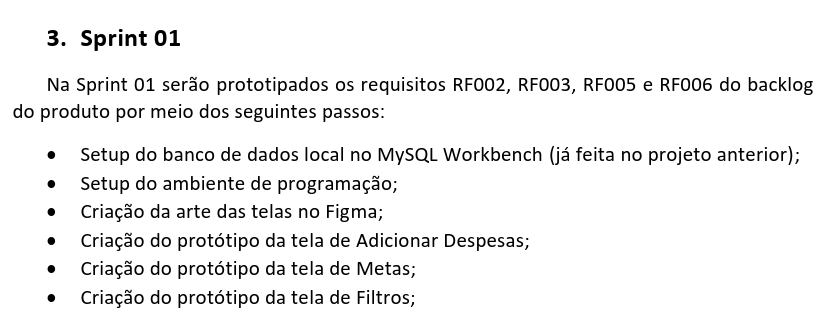 3. Sprint 01
Na Sprint 01 serão prototipados os requisitos RF002, RF003, RF005 e RF006 do backlog
do produto por meio dos seguintes passos:
• Setup do banco de dados local no MySQL Workbench (já feita no projeto anterior);
• Setup do ambiente de programação;
• Criação da arte das telas no Figma;
• Criação do protótipo da tela de Adicionar Despesas;
• Criação do protótipo da tela de Metas;
• Criação do protótipo da tela de Filtros;